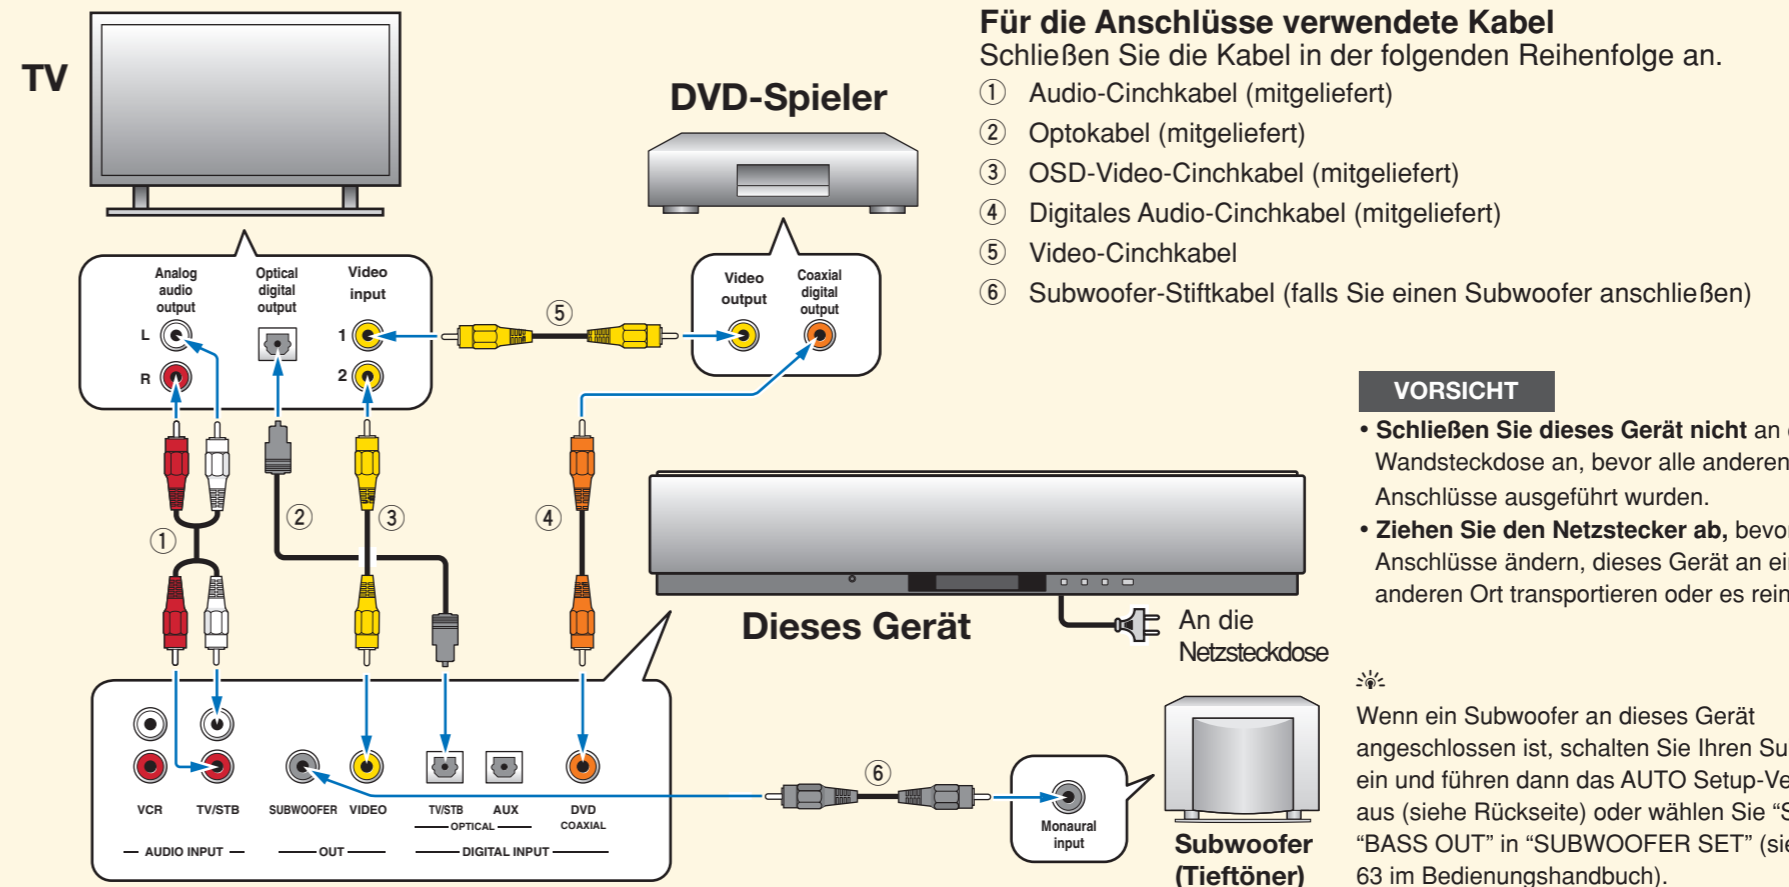 TV
DVD-Spieler
Für die Anschlüsse verwendete Kabel
Schließen Sie die Kabel in der folgenden Reihenfolge an.
① Audio-Cinchkabel (mitgeliefert)
② Optokabel (mitgeliefert)
③ OSD-Video-Cinchkabel (mitgeliefert)
④ Digitales Audio-Cinchkabel (mitgeliefert)
⑤ Video-Cinchkabel
⑥ Subwoofer-Stiftkabel (falls Sie einen Subwoofer anschließen)
Analog
audio
output
L
R
Optical
digital
output
Video
input
1
2
⑤
Video
output
Coaxial
digital
output
①
②
③
④
VORSICHT
• Schließen Sie dieses Gerät nicht an
Wandsteckdose an, bevor alle anderen
Anschlüsse ausgeführt wurden.
• Ziehen Sie den Netzstecker ab,
Anschlüsse ändern, dieses Gerät an
anderen Ort transportieren oder es
Dieses Gerät
An die
Netzsteckdose
Wenn ein Subwoofer an dieses Gerät
angeschlossen ist, schalten Sie Ihren
ein und führen dann das AUTO
aus (siehe Rückseite) oder wählen Sie
“BASS OUT” in “SUBWOOFER SET”
63 im Bedienungshandbuch).
VCR
TV/STB
AUDIO INPUT
SUBWOOFER
VIDEO
OUT
TV/STB
AUX
OPTICAL
DVD
COAXIAL
DIGITAL INPUT
⑥
Monaural
input
Subwoofer
(Tieftöner)